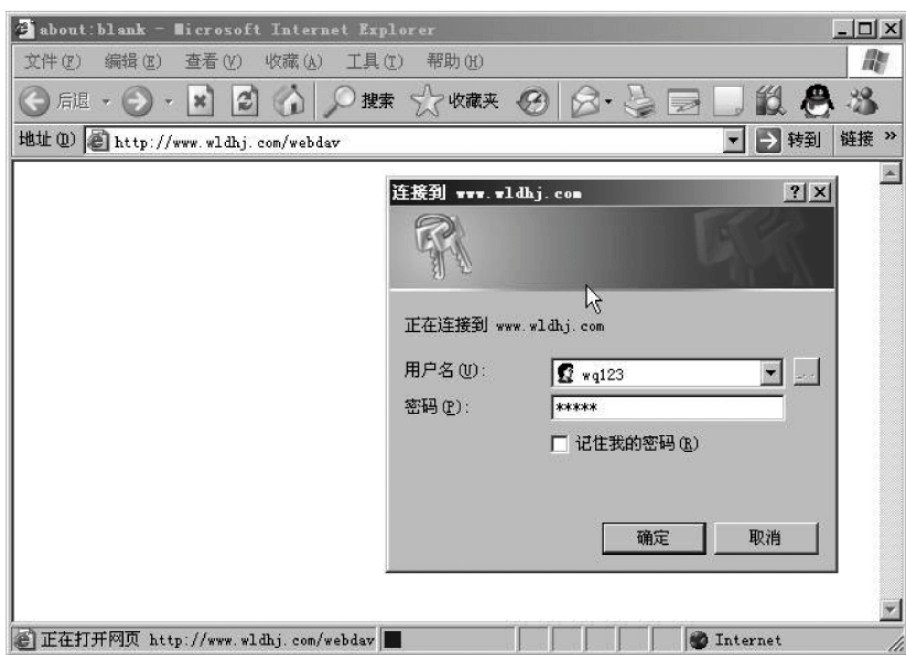 about:blank - Microsoft Internet Explorer
文件(F) 编辑(E) 查看(V) 收藏(A) 工具(T) 帮助(H)
后退 搜索 收藏夹
地址(D) http://www.wldhj.com/webdav 转到 链接 »
连接到 www.wldhj.com
正在连接到 www.wldhj.com
用户名(U): wq123
密码(P): *****
记住我的密码(R)
确定 取消
正在打开网页 http://www.wldhj.com/webdav Internet